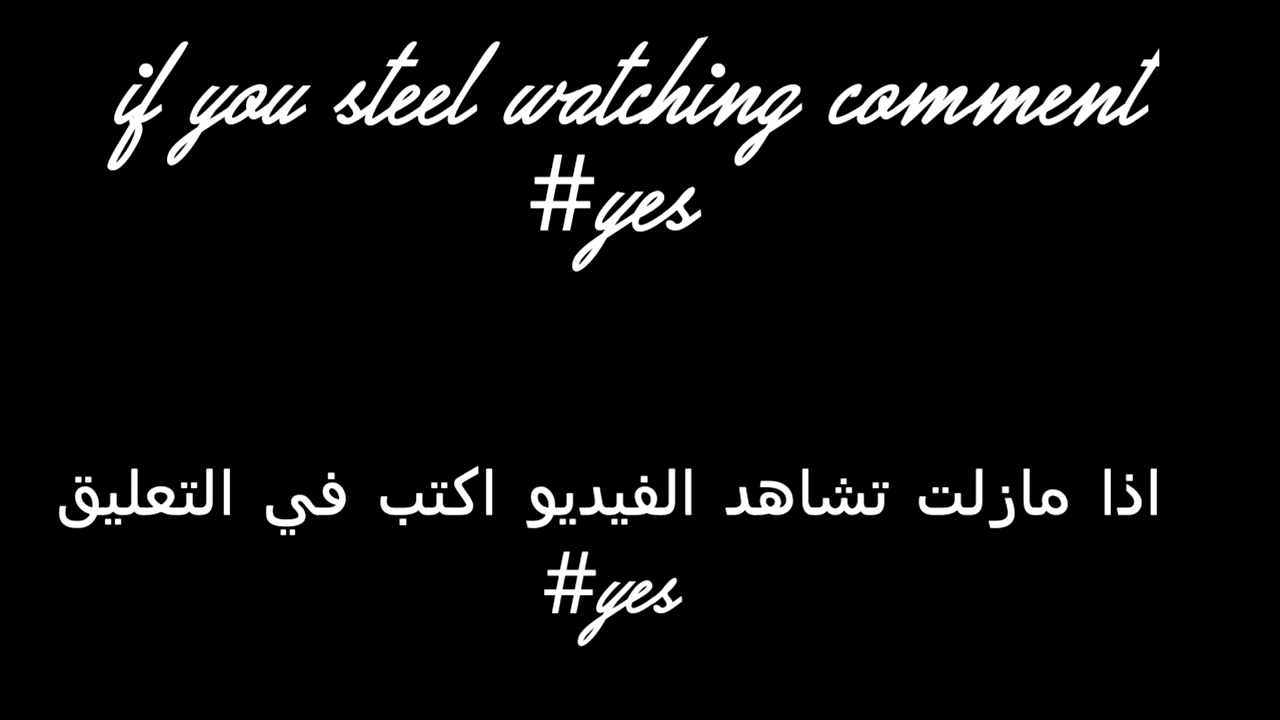 if you steel watching comment
#yes
اذا مازلت تشاهد الفيديو اكتب في التعليق
#yes